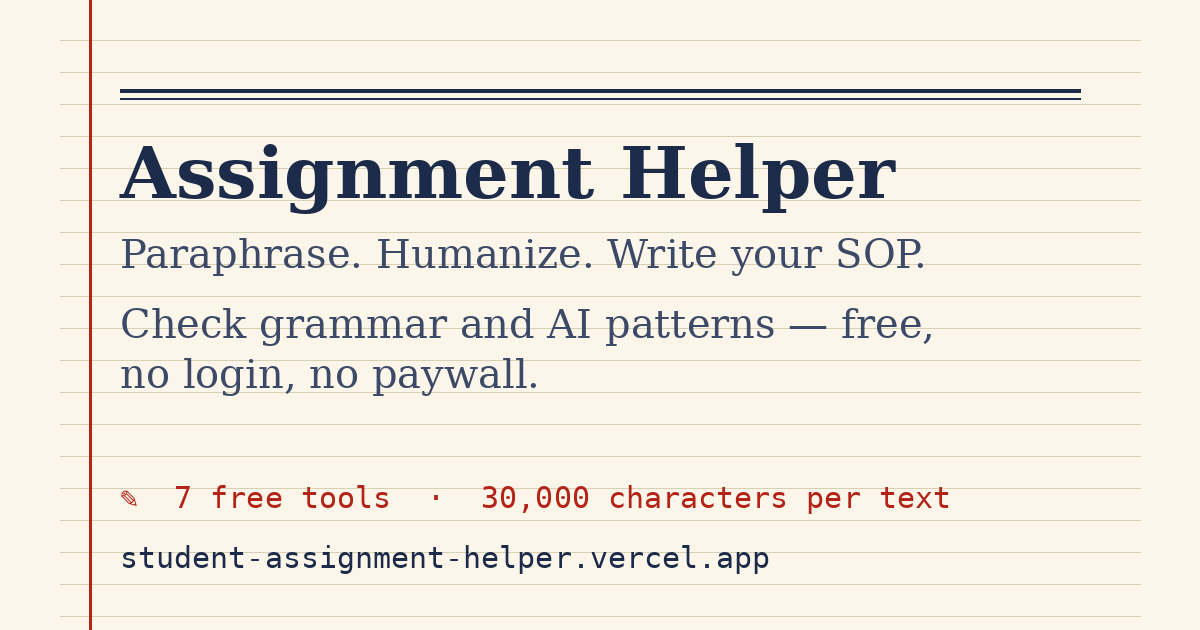 Assignment Helper
Paraphrase. Humanize. Write your SOP.
Check grammar and AI patterns — free,
no login, no paywall.
✎ 7 free tools · 30,000 characters per text
student-assignment-helper.vercel.app